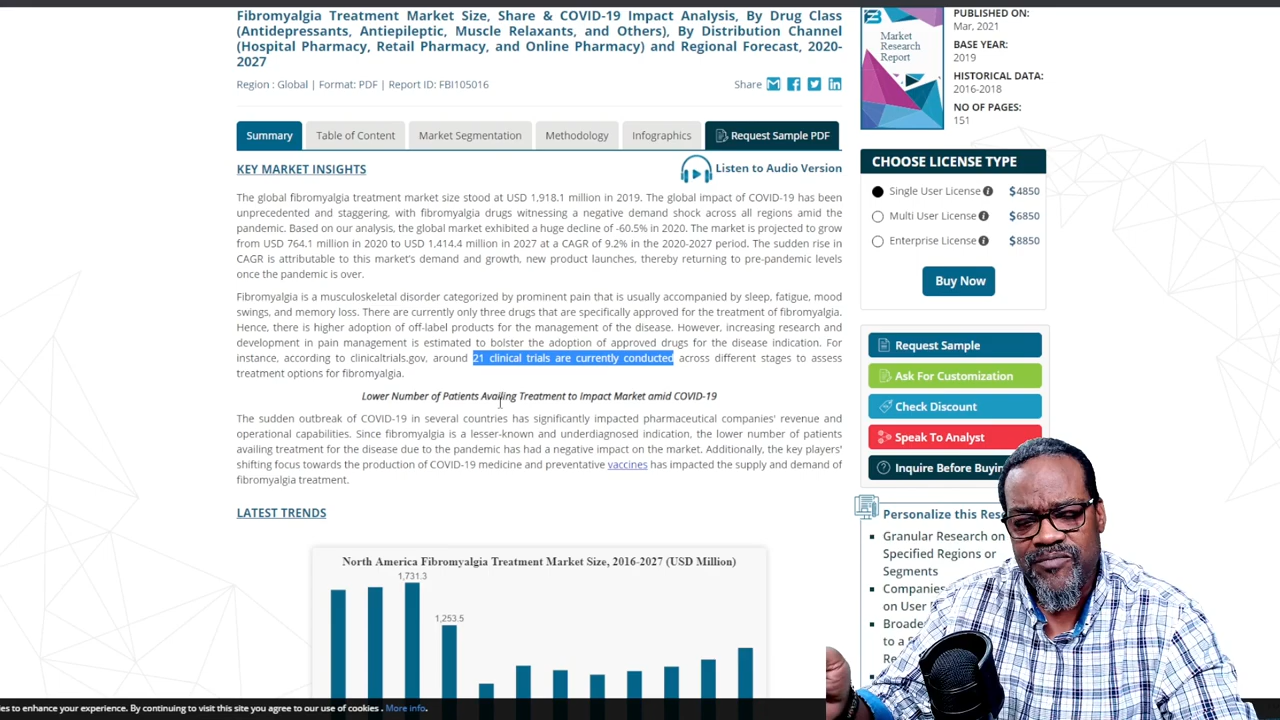 Fibromyalgia Treatment Market Size, Share & COVID-19 Impact Analysis, By Drug Class
(Antidepressants, Antiepileptic, Muscle Relaxants, and Others), By Distribution Channel
(Hospital Pharmacy, Retail Pharmacy, and Online Pharmacy) and Regional Forecast, 2020-
2027
Region : Global | Format: PDF | Report ID: FBI105016
Share
Summary
Table of Content
Market Segmentation
Methodology
Infographics
Request Sample PDF
KEY MARKET INSIGHTS
Listen to Audio Version
The global fibromyalgia treatment market size stood at USD 1,918.1 million in 2019. The global impact of COVID-19 has been
unprecedented and staggering, with fibromyalgia drugs witnessing a negative demand shock across all regions amid the
pandemic. Based on our analysis, the global market exhibited a huge decline of -60.5% in 2020. The market is projected to grow
from USD 764.1 million in 2020 to USD 1,414.4 million in 2027 at a CAGR of 9.2% in the 2020-2027 period. The sudden rise in
CAGR is attributable to this market's demand and growth, new product launches, thereby returning to pre-pandemic levels
once the pandemic is over.
Fibromyalgia is a musculoskeletal disorder categorized by prominent pain that is usually accompanied by sleep, fatigue, mood
swings, and memory loss. There are currently only three drugs that are specifically approved for the treatment of fibromyalgia.
Hence, there is higher adoption of off-label products for the management of the disease. However, increasing research and
development in pain management is estimated to bolster the adoption of approved drugs for the disease indication. For
instance, according to clinicaltrials.gov, around 21 clinical trials are currently conducted across different stages to assess
treatment options for fibromyalgia.
Lower Number of Patients Availing Treatment to Impact Market amid COVID-19
The sudden outbreak of COVID-19 in several countries has significantly impacted pharmaceutical companies' revenue and
operational capabilities. Since fibromyalgia is a lesser-known and underdiagnosed indication, the lower number of patients
availing treatment for the disease due to the pandemic has had a negative impact on the market. Additionally, the key players'
shifting focus towards the production of COVID-19 medicine and preventative vaccines has impacted the supply and demand of
fibromyalgia treatment.
LATEST TRENDS
North America Fibromyalgia Treatment Market Size, 2016-2027 (USD Million)
1,731.3
1,253.5
Market
Research
Report
PUBLISHED ON:
Mar, 2021
BASE YEAR:
2019
HISTORICAL DATA:
2016-2018
NO OF PAGES:
151
CHOOSE LICENSE TYPE
Single User License $4850
Multi User License $6850
Enterprise License $8850
Buy Now
Request Sample
Ask For Customization
Check Discount
Speak To Analyst
Inquire Before Buyin
Personalize this Res
Granular Research on
Specified Regions or
Segments
Companies
on User
Broade
to a
Re
es to enhance your experience. By continuing to visit this site you agree to our use of cookies . More info.